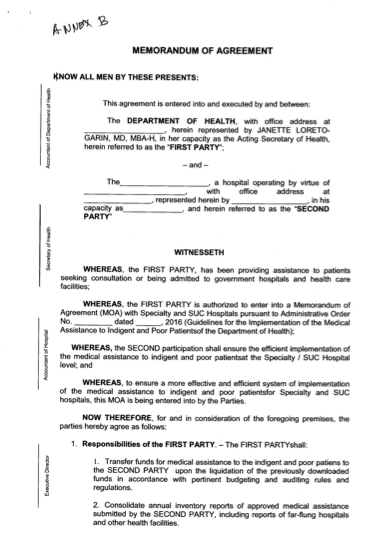 ANNEX B
MEMORANDUM OF AGREEMENT
KNOW ALL MEN BY THESE PRESENTS:
This agreement is entered into and executed by and between:
The DEPARTMENT OF HEALTH, with office address at
____________________, herein represented by JANETTE LORETO-
GARIN, MD, MBA-H, in her capacity as the Acting Secretary of Health,
herein referred to as the "FIRST PARTY";
– and –
The____________________, a hospital operating by virtue of
____________________, with office address at
________________, represented herein by ______________, in his
capacity as______________, and herein referred to as the "SECOND
PARTY"
WITNESSETH
WHEREAS, the FIRST PARTY, has been providing assistance to patients
seeking consultation or being admitted to government hospitals and health care
facilities;
WHEREAS, the FIRST PARTY is authorized to enter into a Memorandum of
Agreement (MOA) with Specialty and SUC Hospitals pursuant to Administrative Order
No. _________ dated ______, 2016 (Guidelines for the Implementation of the Medical
Assistance to Indigent and Poor Patientsof the Department of Health);
WHEREAS, the SECOND participation shall ensure the efficient implementation of
the medical assistance to indigent and poor patientsat the Specialty / SUC Hospital
level; and
WHEREAS, to ensure a more effective and efficient system of implementation
of the medical assistance to indigent and poor patientsfor Specialty and SUC
hospitals, this MOA is being entered into by the Parties.
NOW THEREFORE, for and in consideration of the foregoing premises, the
parties hereby agree as follows:
1. Responsibilities of the FIRST PARTY. – The FIRST PARTYshall:
1. Transfer funds for medical assistance to the indigent and poor patiens to
the SECOND PARTY upon the liquidation of the previously downloaded
funds in accordance with pertinent budgeting and auditing rules and
regulations.
2. Consolidate annual inventory reports of approved medical assistance
submitted by the SECOND PARTY, including reports of far-flung hospitals
and other health facilities.
Accountant of Department of Health
Secretary of Health
Accountant of Hospital
Executive Director